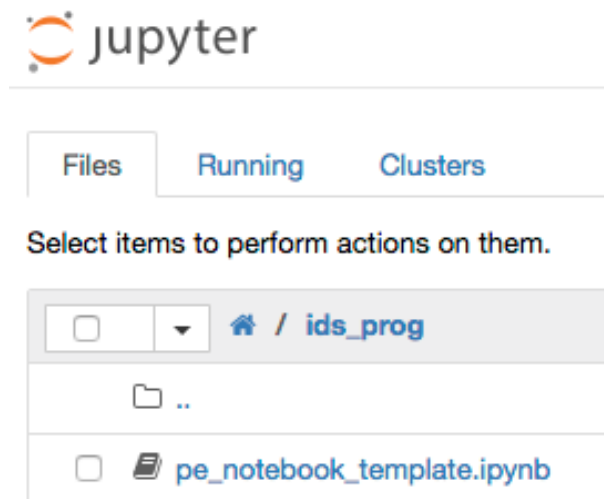 jupyter
Files Running Clusters
Select items to perform actions on them.
/ ids_prog
..
pe_notebook_template.ipynb